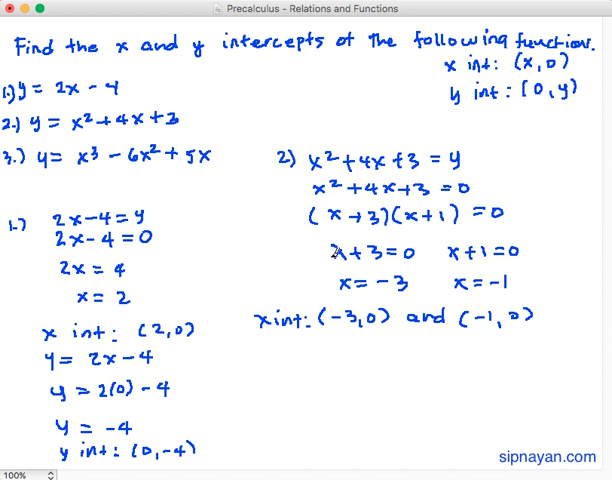 Precalculus - Relations and Functions
Find the x and y intercepts of the following function.
x int: (x, 0)
y int: (0, y)
1.) y = 2x - 4
2.) y = x² + 4x + 3
3.) y = x³ - 6x² + 5x
1.) 2x - 4 = y
2x - 4 = 0
2x = 4
x = 2
x int: (2, 0)
y = 2x - 4
y = 2(0) - 4
y = -4
y int: (0, -4)
2) x² + 4x + 3 = y
x² + 4x + 3 = 0
(x + 3)(x + 1) = 0
x + 3 = 0 x + 1 = 0
x = -3 x = -1
x int: (-3, 0) and (-1, 0)
sipnayan.com
100%